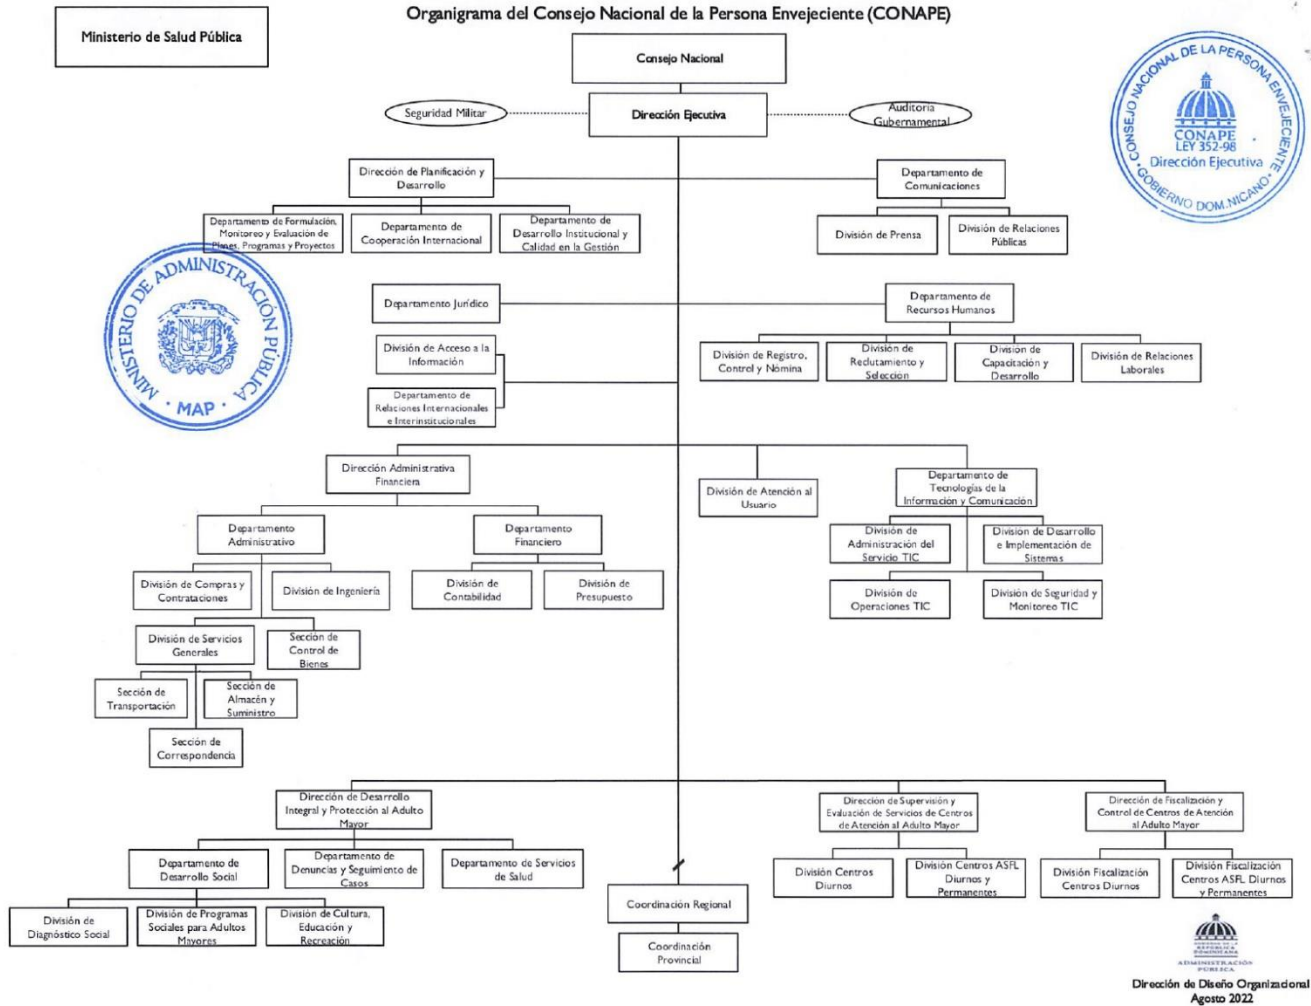 Organigrama del Consejo Nacional de la Persona Envejeciente (CONAPE)
Ministerio de Salud Pública
Consejo Nacional
Seguridad Militar
Dirección Ejecutiva
Auditoría
Gubernamental
CONSEJO NACIONAL DE LA PERSONA ENVEJECIENTE
CONAPE
LEY 352-98
Dirección Ejecutiva
GOBIERNO DOMINICANO
Dirección de Planificación y
Desarrollo
Departamento de
Comunicaciones
Departamento de Formulación,
Monitoreo y Evaluación de
Planes, Programas y Proyectos
Departamento de
Cooperación Internacional
Departamento de
Desarrollo Institucional y
Calidad en la Gestión
División de Prensa
División de Relaciones
Públicas
MINISTERIO DE ADMINISTRACIÓN PÚBLICA
· MAP ·
Departamento Jurídico
Departamento de
Recursos Humanos
División de Acceso a la
Información
Departamento de
Relaciones Internacionales
e Interinstitucionales
División de Registro,
Control y Nómina
División de
Reclutamiento y
Selección
División de
Capacitación y
Desarrollo
División de Relaciones
Laborales
Dirección Administrativa
Financiera
División de Atención al
Usuario
Departamento de
Tecnologías de la
Información y Comunicación
Departamento
Administrativo
Departamento
Financiero
División de
Administración del
Servicio TIC
División de Desarrollo
e Implementación de
Sistemas
División de Compras y
Contrataciones
División de Ingeniería
División de
Contabilidad
División de
Presupuesto
División de
Operaciones TIC
División de Seguridad y
Monitoreo TIC
División de Servicios
Generales
Sección de
Control de
Bienes
Sección de
Transportación
Sección de
Almacén y
Suministro
Sección de
Correspondencia
Dirección de Desarrollo
Integral y Protección al Adulto
Mayor
Dirección de Supervisión y
Evaluación de Servicios de Centros
de Atención al Adulto Mayor
Dirección de Fiscalización y
Control de Centros de Atención
al Adulto Mayor
Departamento de
Desarrollo Social
Departamento de
Denuncias y Seguimiento de
Casos
Departamento de Servicios
de Salud
División Centros
Diurnos
División Centros ASFL
Diurnos y
Permanentes
División Fiscalización
Centros Diurnos
División Fiscalización
Centros ASFL Diurnos
y Permanentes
División de
Diagnóstico Social
División de Programas
Sociales para Adultos
Mayores
División de Cultura,
Educación y
Recreación
Coordinación Regional
Coordinación
Provincial
GOBIERNO DE LA
REPÚBLICA
DOMINICANA
ADMINISTRACIÓN
PÚBLICA
Dirección de Diseño Organizacional
Agosto 2022